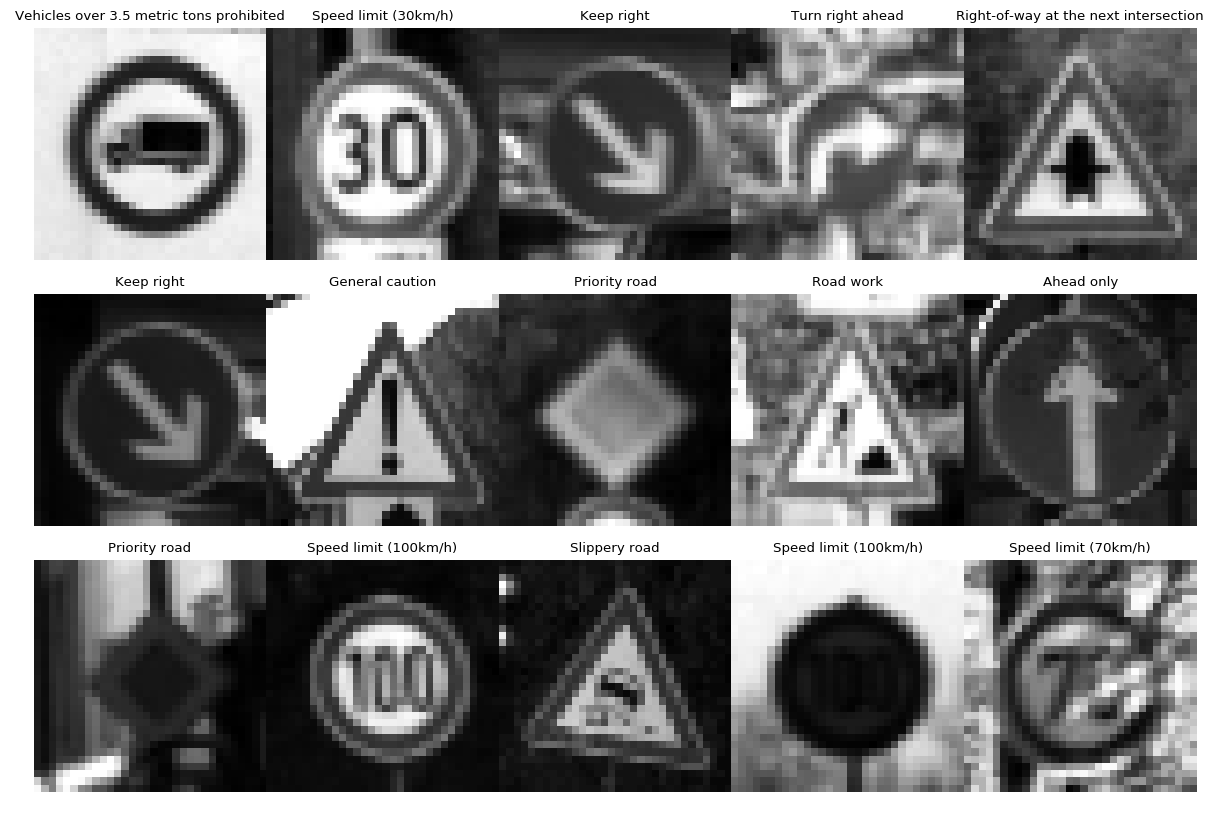 Vehicles over 3.5 metric tons prohibited
Speed limit (30km/h)
Keep right
Turn right ahead
Right-of-way at the next intersection
30
Keep right
General caution
Priority road
Road work
Ahead only
!
Priority road
Speed limit (100km/h)
Slippery road
Speed limit (100km/h)
Speed limit (70km/h)
100